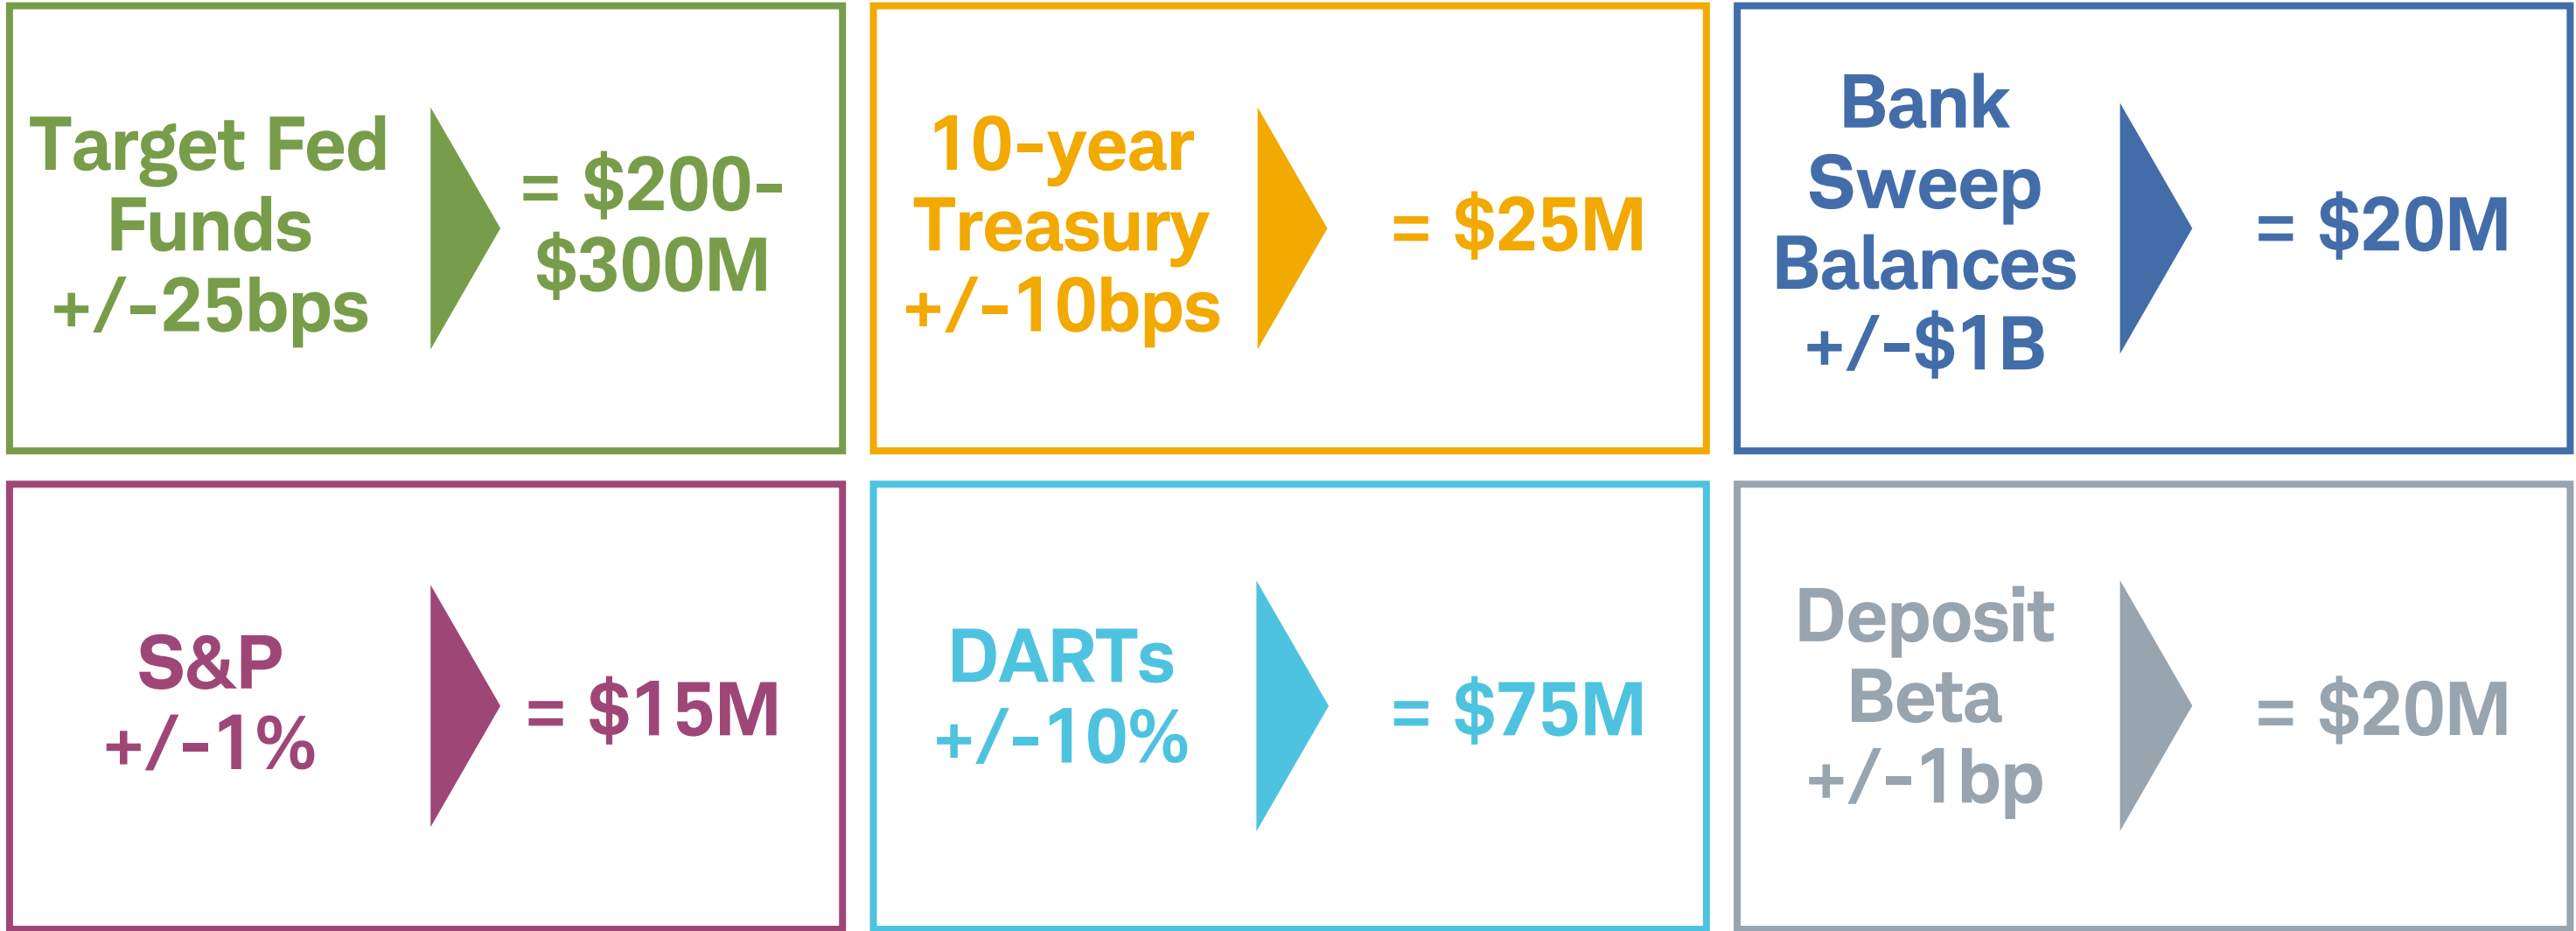 Target Fed
Funds
+/-25bps
= $200-
$300M
10-year
Treasury
+/-10bps
= $25M
Bank
Sweep
Balances
+/-$1B
= $20M
S&P
+/-1%
= $15M
DARTs
+/-10%
= $75M
Deposit
Beta
+/-1bp
= $20M